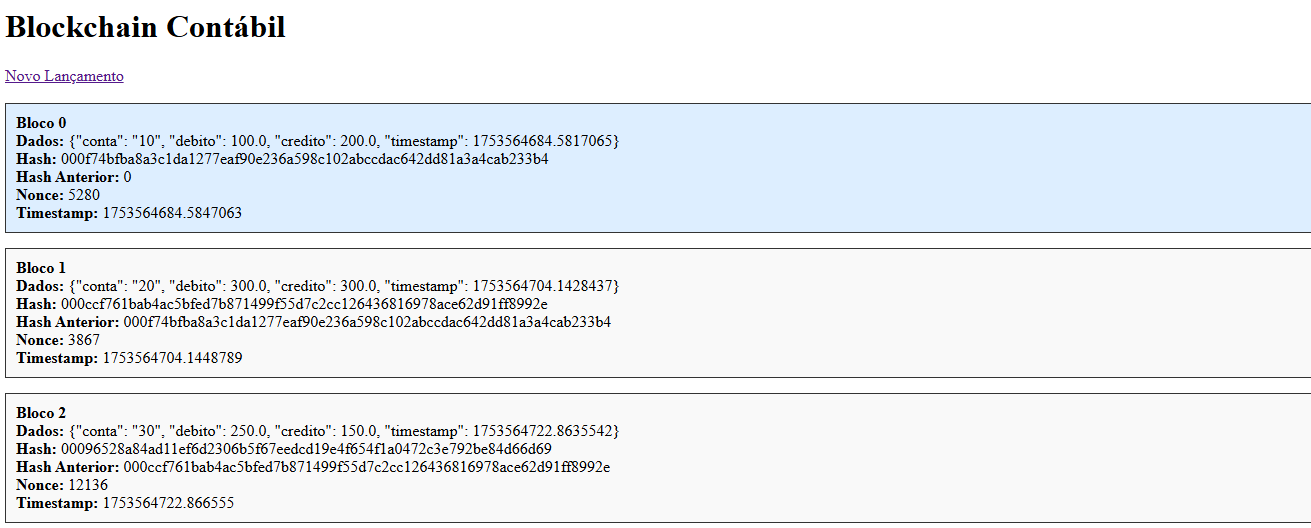 Blockchain Contábil
Novo Lançamento
Bloco 0
Dados: {"conta": "10", "debito": 100.0, "credito": 200.0, "timestamp": 1753564684.5817065}
Hash: 000f74bfba8a3c1da1277eaf90e236a598c102abccdac642dd81a3a4cab233b4
Hash Anterior: 0
Nonce: 5280
Timestamp: 1753564684.5847063
Bloco 1
Dados: {"conta": "20", "debito": 300.0, "credito": 300.0, "timestamp": 1753564704.1428437}
Hash: 000ccf761bab4ac5bfed7b871499f55d7c2cc126436816978ace62d91ff8992e
Hash Anterior: 000f74bfba8a3c1da1277eaf90e236a598c102abccdac642dd81a3a4cab233b4
Nonce: 3867
Timestamp: 1753564704.1448789
Bloco 2
Dados: {"conta": "30", "debito": 250.0, "credito": 150.0, "timestamp": 1753564722.8635542}
Hash: 00096528a84ad11ef6d2306b5f67eedcd19e4f654f1a0472c3e792be84d66d69
Hash Anterior: 000ccf761bab4ac5bfed7b871499f55d7c2cc126436816978ace62d91ff8992e
Nonce: 12136
Timestamp: 1753564722.866555